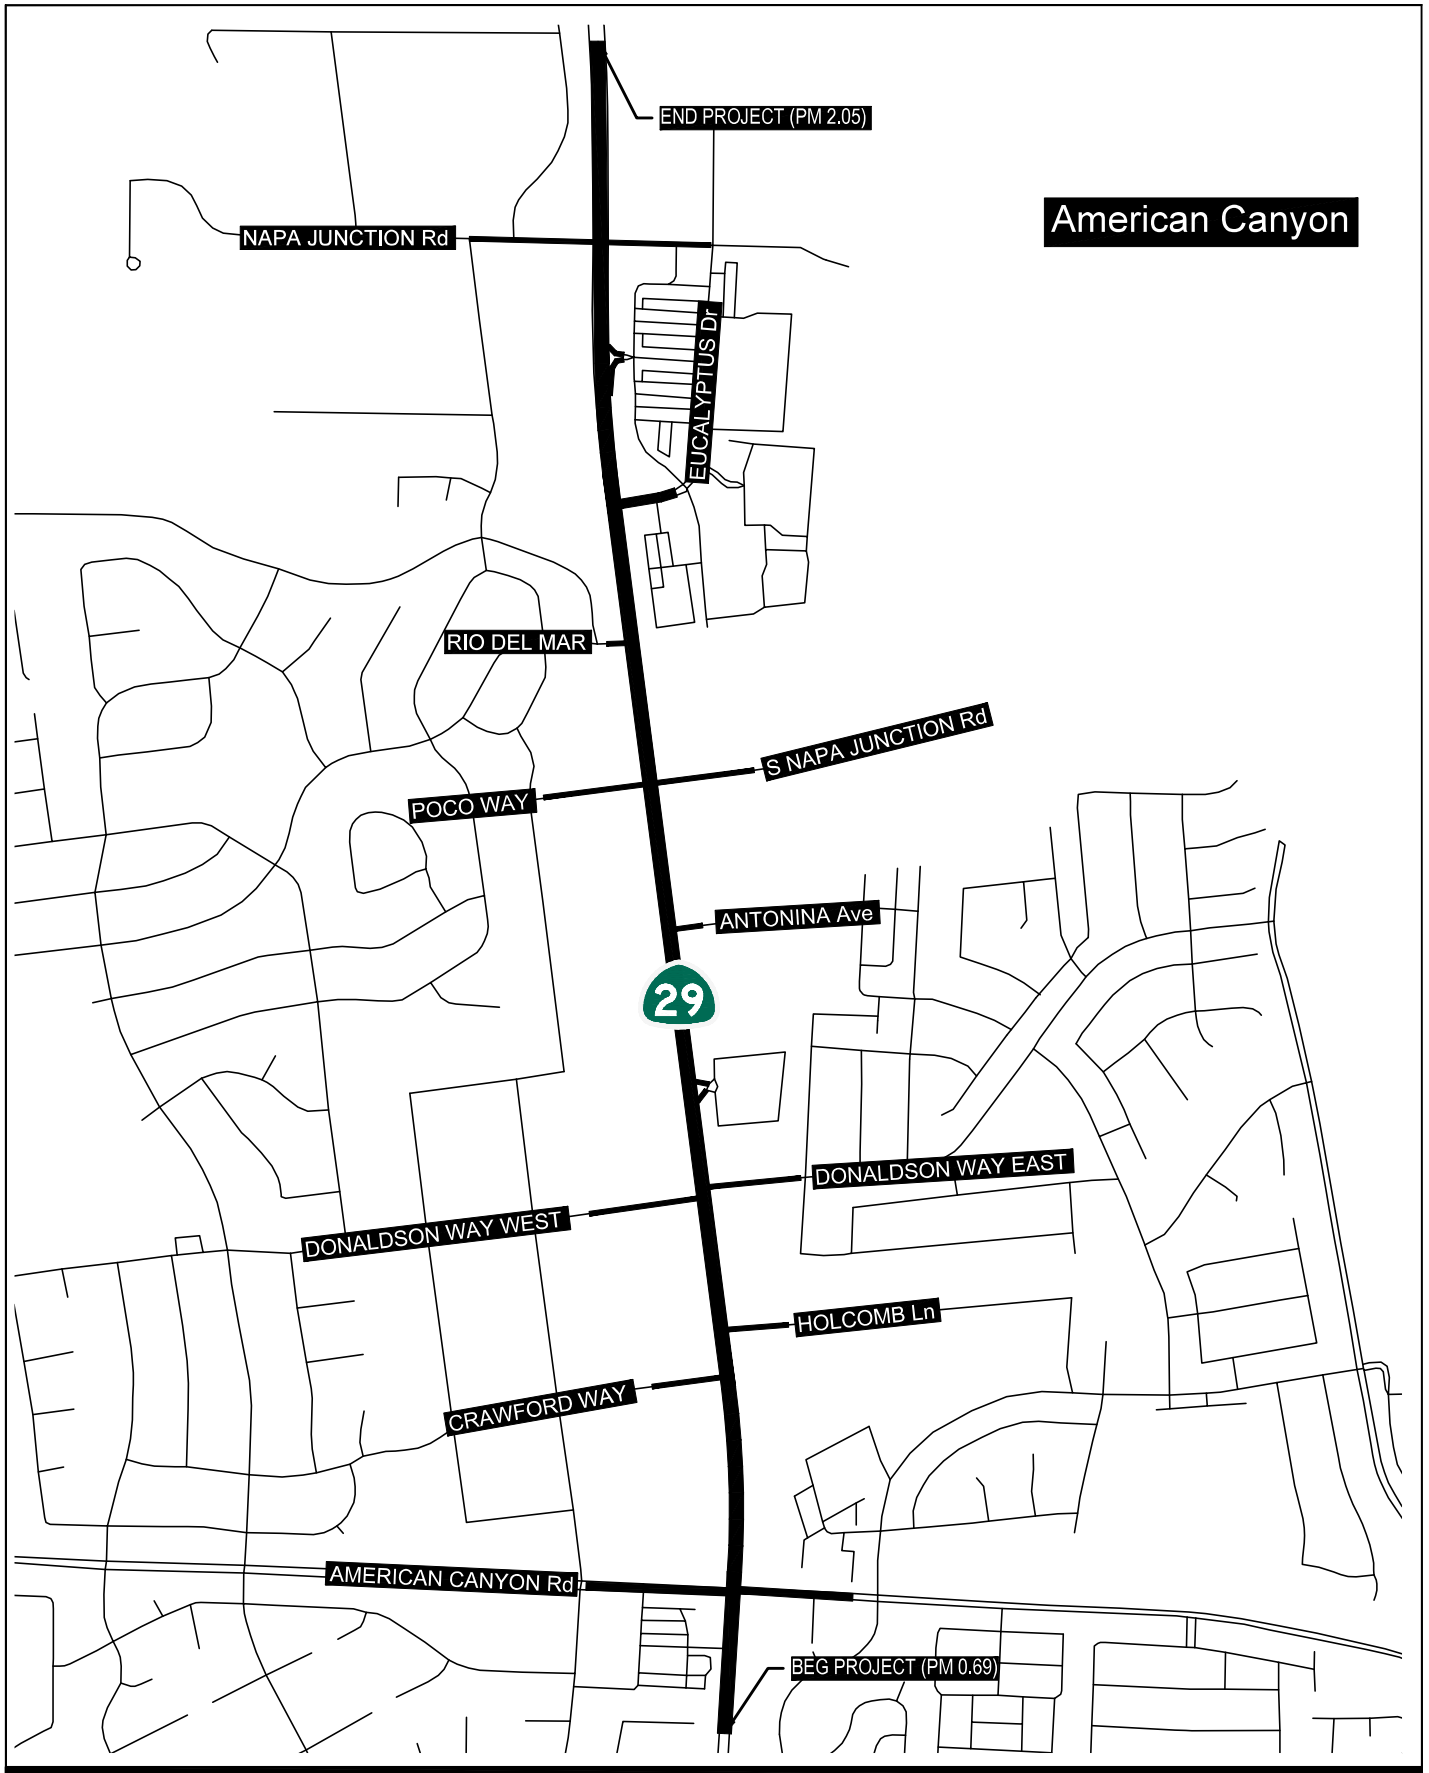 END PROJECT (PM 2.05)
American Canyon
NAPA JUNCTION Rd
EUCALYPTUS Dr
RIO DEL MAR
S NAPA JUNCTION Rd
POCO WAY
ANTONINA Ave
29
DONALDSON WAY EAST
DONALDSON WAY WEST
HOLCOMB Ln
CRAWFORD WAY
AMERICAN CANYON Rd
BEG PROJECT (PM 0.69)